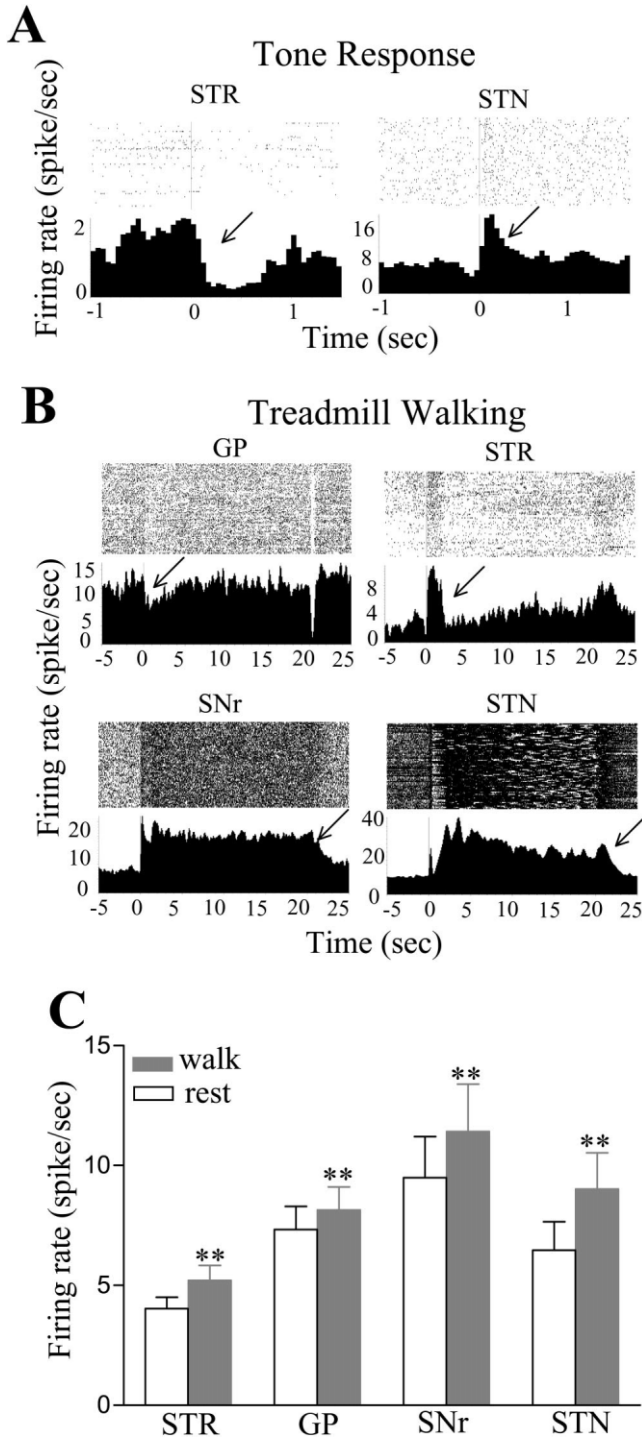 A
Tone Response
STR
STN
Firing rate (spike/sec)
2
1
0
-1 0 1
16
8
0
-1 0 1
Time (sec)
B
Treadmill Walking
GP
STR
Firing rate (spike/sec)
15
10
5
0
-5 0 5 10 15 20 25
8
4
0
-5 0 5 10 15 20 25
SNr
STN
20
10
0
-5 0 5 10 15 20 25
40
20
0
-5 0 5 10 15 20 25
Time (sec)
C
Firing rate (spike/sec)
15
10
5
0
walk
rest
**
**
**
**
STR GP SNr STN